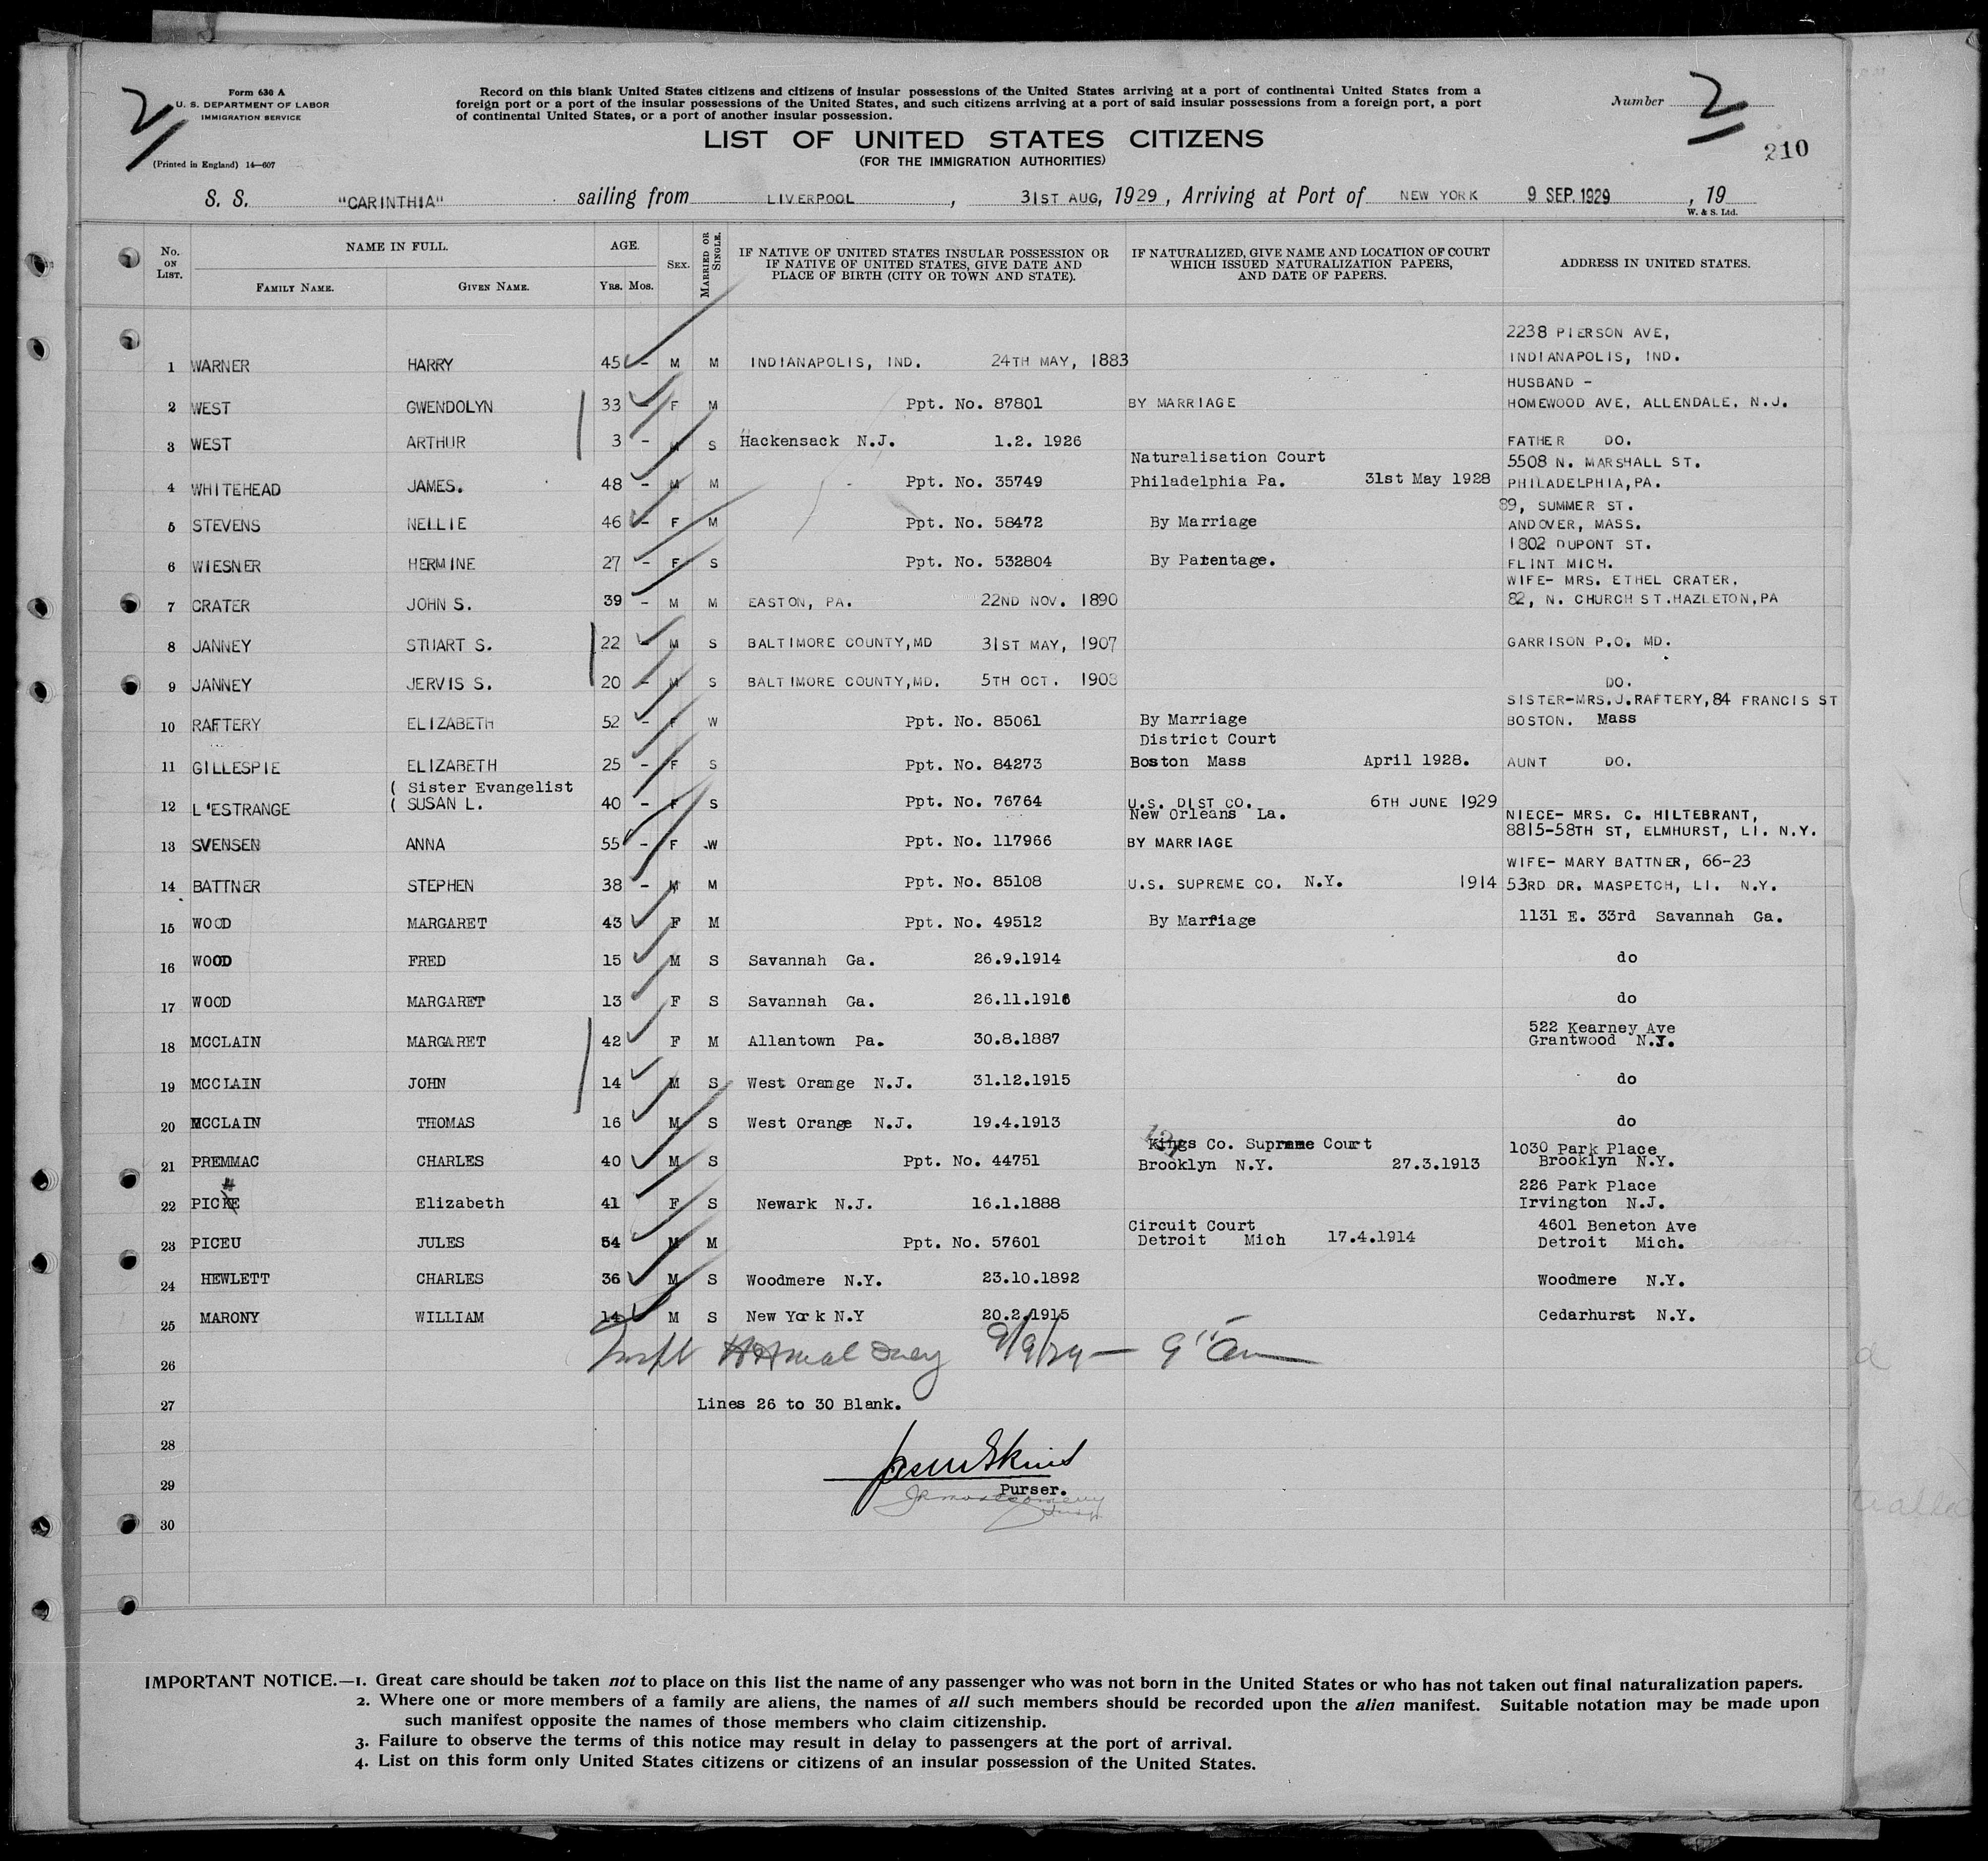 Form 630 A
U. S. DEPARTMENT OF LABOR
IMMIGRATION SERVICE
(Printed in England) 14—607
2
Record on this blank United States citizens and citizens of insular possessions of the United States arriving at a port of continental United States from a
foreign port or a port of the insular possessions of the United States, and such citizens arriving at a port of said insular possessions from a foreign port, a port
of continental United States, or a port of another insular possession.
Number 2
LIST OF UNITED STATES CITIZENS
(FOR THE IMMIGRATION AUTHORITIES)
210
S. S. "CARINTHIA" sailing from LIVERPOOL, 31ST AUG, 1929, Arriving at Port of NEW YORK 9 SEP. 1929, 19
W. & S. Ltd.
No. ON LIST. NAME IN FULL. FAMILY NAME. GIVEN NAME. AGE. YRS. MOS. SEX. MARRIED OR SINGLE. IF NATIVE OF UNITED STATES INSULAR POSSESSION OR IF NATIVE OF UNITED STATES, GIVE DATE AND PLACE OF BIRTH (CITY OR TOWN AND STATE). IF NATURALIZED, GIVE NAME AND LOCATION OF COURT WHICH ISSUED NATURALIZATION PAPERS, AND DATE OF PAPERS. ADDRESS IN UNITED STATES.
2238 PIERSON AVE,
1 WARNER HARRY 45 - M M INDIANAPOLIS, IND. 24TH MAY, 1883 INDIANAPOLIS, IND.
HUSBAND -
2 WEST GWENDOLYN 33 - F M Ppt. No. 87801 BY MARRIAGE HOMEWOOD AVE, ALLENDALE, N.J.
3 WEST ARTHUR 3 - M S Hackensack N.J. 1.2. 1926 FATHER DO.
Naturalisation Court 5508 N. MARSHALL ST.
4 WHITEHEAD JAMES. 48 - M M Ppt. No. 35749 Philadelphia Pa. 31st May 1928 PHILADELPHIA, PA.
89, SUMMER ST.
5 STEVENS NELLIE 46 - F M Ppt. No. 58472 By Marriage ANDOVER, MASS.
1802 DUPONT ST.
6 WIESNER HERMINE 27 - F S Ppt. No. 532804 By Parentage. FLINT MICH.
WIFE- MRS. ETHEL CRATER,
7 CRATER JOHN S. 39 - M M EASTON, PA. 22ND NOV. 1890 82, N. CHURCH ST.HAZLETON,PA
8 JANNEY STUART S. 22 - M S BALTIMORE COUNTY,MD 31ST MAY, 1907 GARRISON P.O. MD.
9 JANNEY JERVIS S. 20 - M S BALTIMORE COUNTY,MD. 5TH OCT. 1908 DO.
SISTER-MRS.J.RAFTERY,84 FRANCIS ST
10 RAFTERY ELIZABETH 52 - F W Ppt. No. 85061 By Marriage BOSTON. Mass
District Court
11 GILLESPIE ELIZABETH 25 - F S Ppt. No. 84273 Boston Mass April 1928. AUNT DO.
( Sister Evangelist
12 L'ESTRANGE ( SUSAN L. 40 - F S Ppt. No. 76764 U.S. DIST CO. 6TH JUNE 1929
New Orleans La. NIECE- MRS. C. HILTEBRANT,
8815-58TH ST, ELMHURST, LI. N.Y.
13 SVENSEN ANNA 55 - F W Ppt. No. 117966 BY MARRIAGE
WIFE- MARY BATTNER, 66-23
14 BATTNER STEPHEN 38 - M M Ppt. No. 85108 U.S. SUPREME CO. N.Y. 1914 53RD DR. MASPETCH, LI. N.Y.
15 WOOD MARGARET 43 F M Ppt. No. 49512 By Marriage 1131 E. 33rd Savannah Ga.
16 WOOD FRED 15 M S Savannah Ga. 26.9.1914 do
17 WOOD MARGARET 13 F S Savannah Ga. 26.11.1916 do
522 Kearney Ave
18 MCCLAIN MARGARET 42 F M Allantown Pa. 30.8.1887 Grantwood N.J.
19 MCCLAIN JOHN 14 M S West Orange N.J. 31.12.1915 do
20 MCCLAIN THOMAS 16 M S West Orange N.J. 19.4.1913 do
Kings Co. Supreme Court 1030 Park Place
21 PREMMAC CHARLES 40 M S Ppt. No. 44751 Brooklyn N.Y. 27.3.1913 Brooklyn N.Y.
226 Park Place
22 PICKE Elizabeth 41 F S Newark N.J. 16.1.1888 Irvington N.J.
Circuit Court 4601 Beneton Ave
23 PICEU JULES 54 M M Ppt. No. 57601 Detroit Mich 17.4.1914 Detroit Mich.
24 HEWLETT CHARLES 36 M S Woodmere N.Y. 23.10.1892 Woodmere N.Y.
25 MARONY WILLIAM 14 M S New York N.Y 20.2.1915 Cedarhurst N.Y.
26 9/9/29 —
27 Lines 26 to 30 Blank.
28
29 Purser.
30
IMPORTANT NOTICE.—1. Great care should be taken not to place on this list the name of any passenger who was not born in the United States or who has not taken out final naturalization papers.
2. Where one or more members of a family are aliens, the names of all such members should be recorded upon the alien manifest. Suitable notation may be made upon
such manifest opposite the names of those members who claim citizenship.
3. Failure to observe the terms of this notice may result in delay to passengers at the port of arrival.
4. List on this form only United States citizens or citizens of an insular possession of the United States.